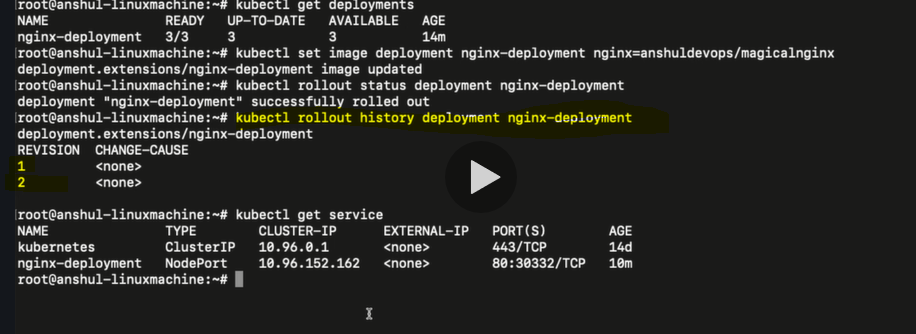 root@anshul-linuxmachine:~# kubectl get deployments
NAME READY UP-TO-DATE AVAILABLE AGE
nginx-deployment 3/3 3 3 14m
root@anshul-linuxmachine:~# kubectl set image deployment nginx-deployment nginx=anshuldevops/magicalnginx
deployment.extensions/nginx-deployment image updated
root@anshul-linuxmachine:~# kubectl rollout status deployment nginx-deployment
deployment "nginx-deployment" successfully rolled out
root@anshul-linuxmachine:~# kubectl rollout history deployment nginx-deployment
deployment.extensions/nginx-deployment
REVISION CHANGE-CAUSE
1 <none>
2 <none>
root@anshul-linuxmachine:~# kubectl get service
NAME TYPE CLUSTER-IP EXTERNAL-IP PORT(S) AGE
kubernetes ClusterIP 10.96.0.1 <none> 443/TCP 14d
nginx-deployment NodePort 10.96.152.162 <none> 80:30332/TCP 10m
root@anshul-linuxmachine:~#